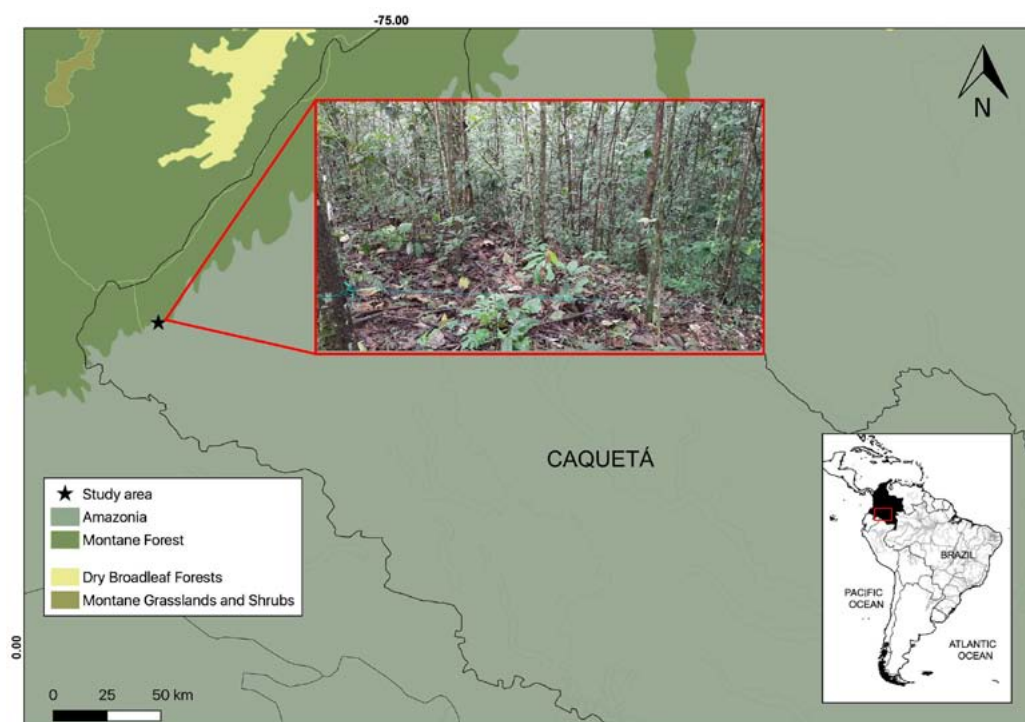 -75.00
N
CAQUETÁ
Study area
Amazonia
Montane Forest
Dry Broadleaf Forests
Montane Grasslands and Shrubs
0.00
0 25 50 km
BRAZIL
PACIFIC
OCEAN
ATLANTIC
OCEAN